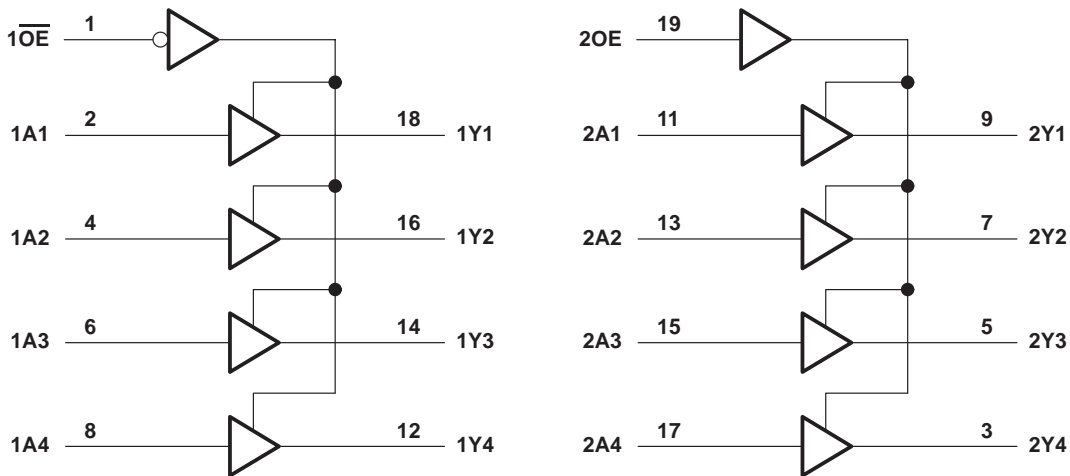 1O̅E̅ 1
1A1 2 18 1Y1
1A2 4 16 1Y2
1A3 6 14 1Y3
1A4 8 12 1Y4
2OE 19
2A1 11 9 2Y1
2A2 13 7 2Y2
2A3 15 5 2Y3
2A4 17 3 2Y4